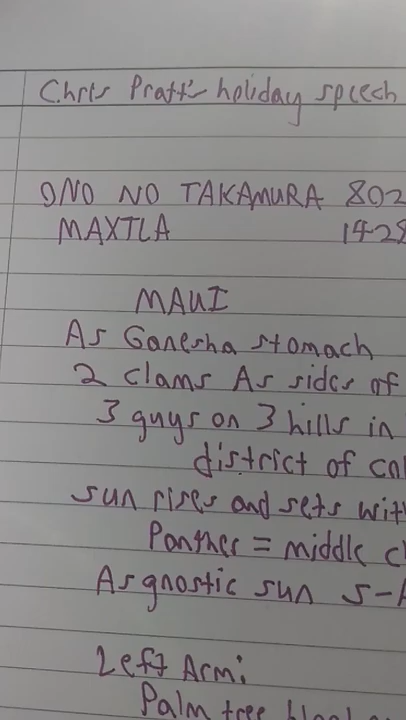 Chris Pratt's holiday speech
ONO NO TAKAMURA 802
MAXTLA 1428
MAUI
As Ganesha stomach
2 clams As sides of
3 guys on 3 hills in
district of
sun rises and sets
Panther = middle
As gnostic sun 5-
Left Arm:
Palm tree